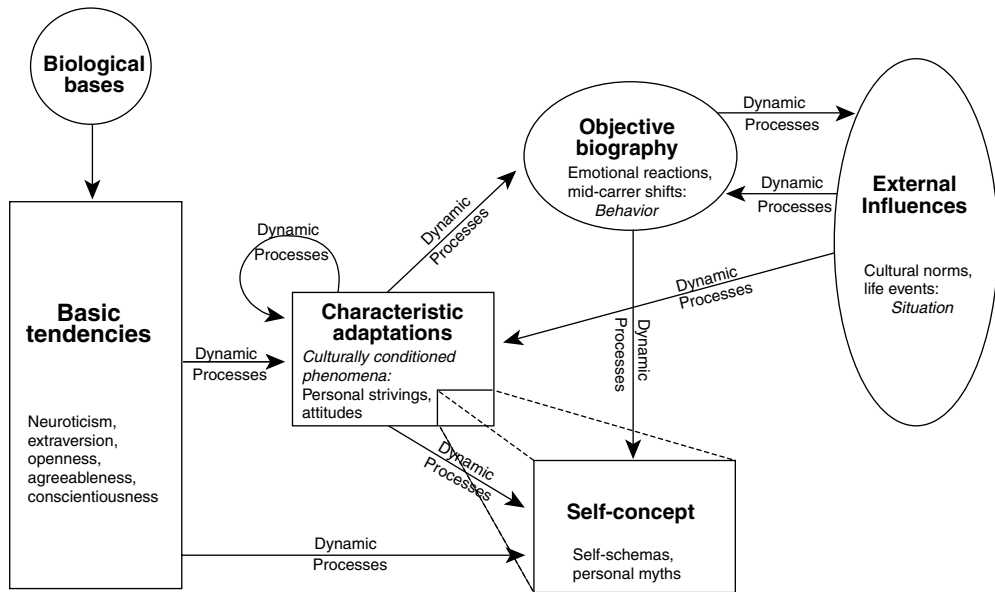 Biological
bases
Basic
tendencies
Neuroticism,
extraversion,
openness,
agreeableness,
conscientiousness
Dynamic
Processes
Dynamic
Processes
Characteristic
adaptations
Culturally conditioned
phenomena:
Personal strivings,
attitudes
Dynamic
Processes
Objective
biography
Emotional reactions,
mid-carrer shifts:
Behavior
Dynamic
Processes
Dynamic
Processes
External
Influences
Cultural norms,
life events:
Situation
Dynamic
Processes
Dynamic
Processes
Dynamic
Processes
Dynamic
Processes
Self-concept
Self-schemas,
personal myths